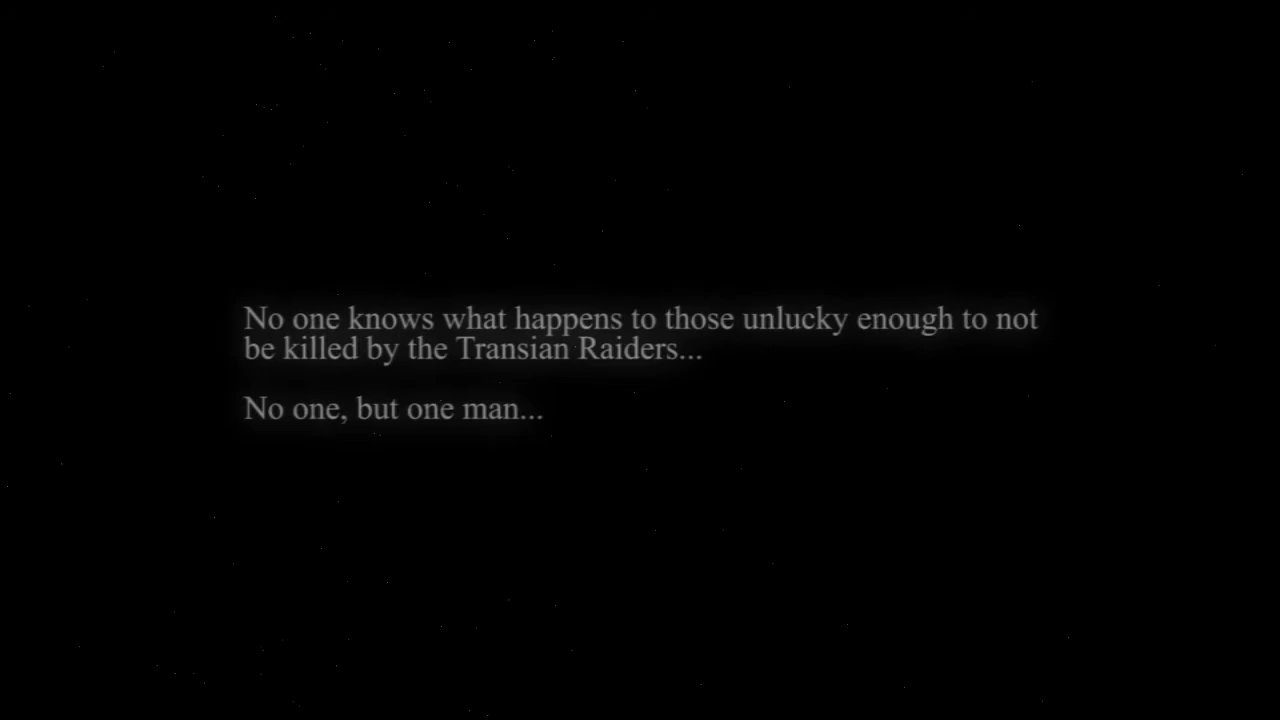 No one knows what happens to those unlucky enough to not
be killed by the Transian Raiders...
No one, but one man...